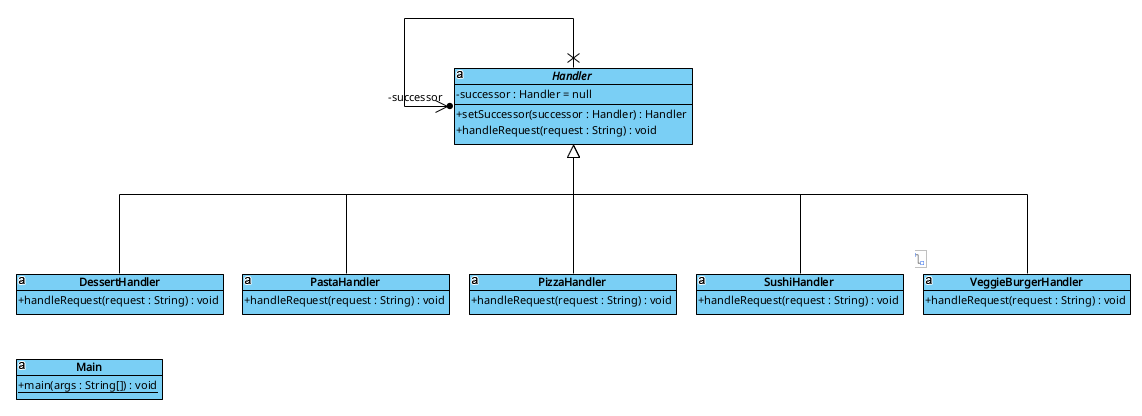 a
Handler
-successor : Handler = null
-successor
+setSuccessor(successor : Handler) : Handler
+handleRequest(request : String) : void
a
DessertHandler
+handleRequest(request : String) : void
a
PastaHandler
+handleRequest(request : String) : void
a
PizzaHandler
+handleRequest(request : String) : void
a
SushiHandler
+handleRequest(request : String) : void
a
VeggieBurgerHandler
+handleRequest(request : String) : void
a
Main
+main(args : String[]) : void